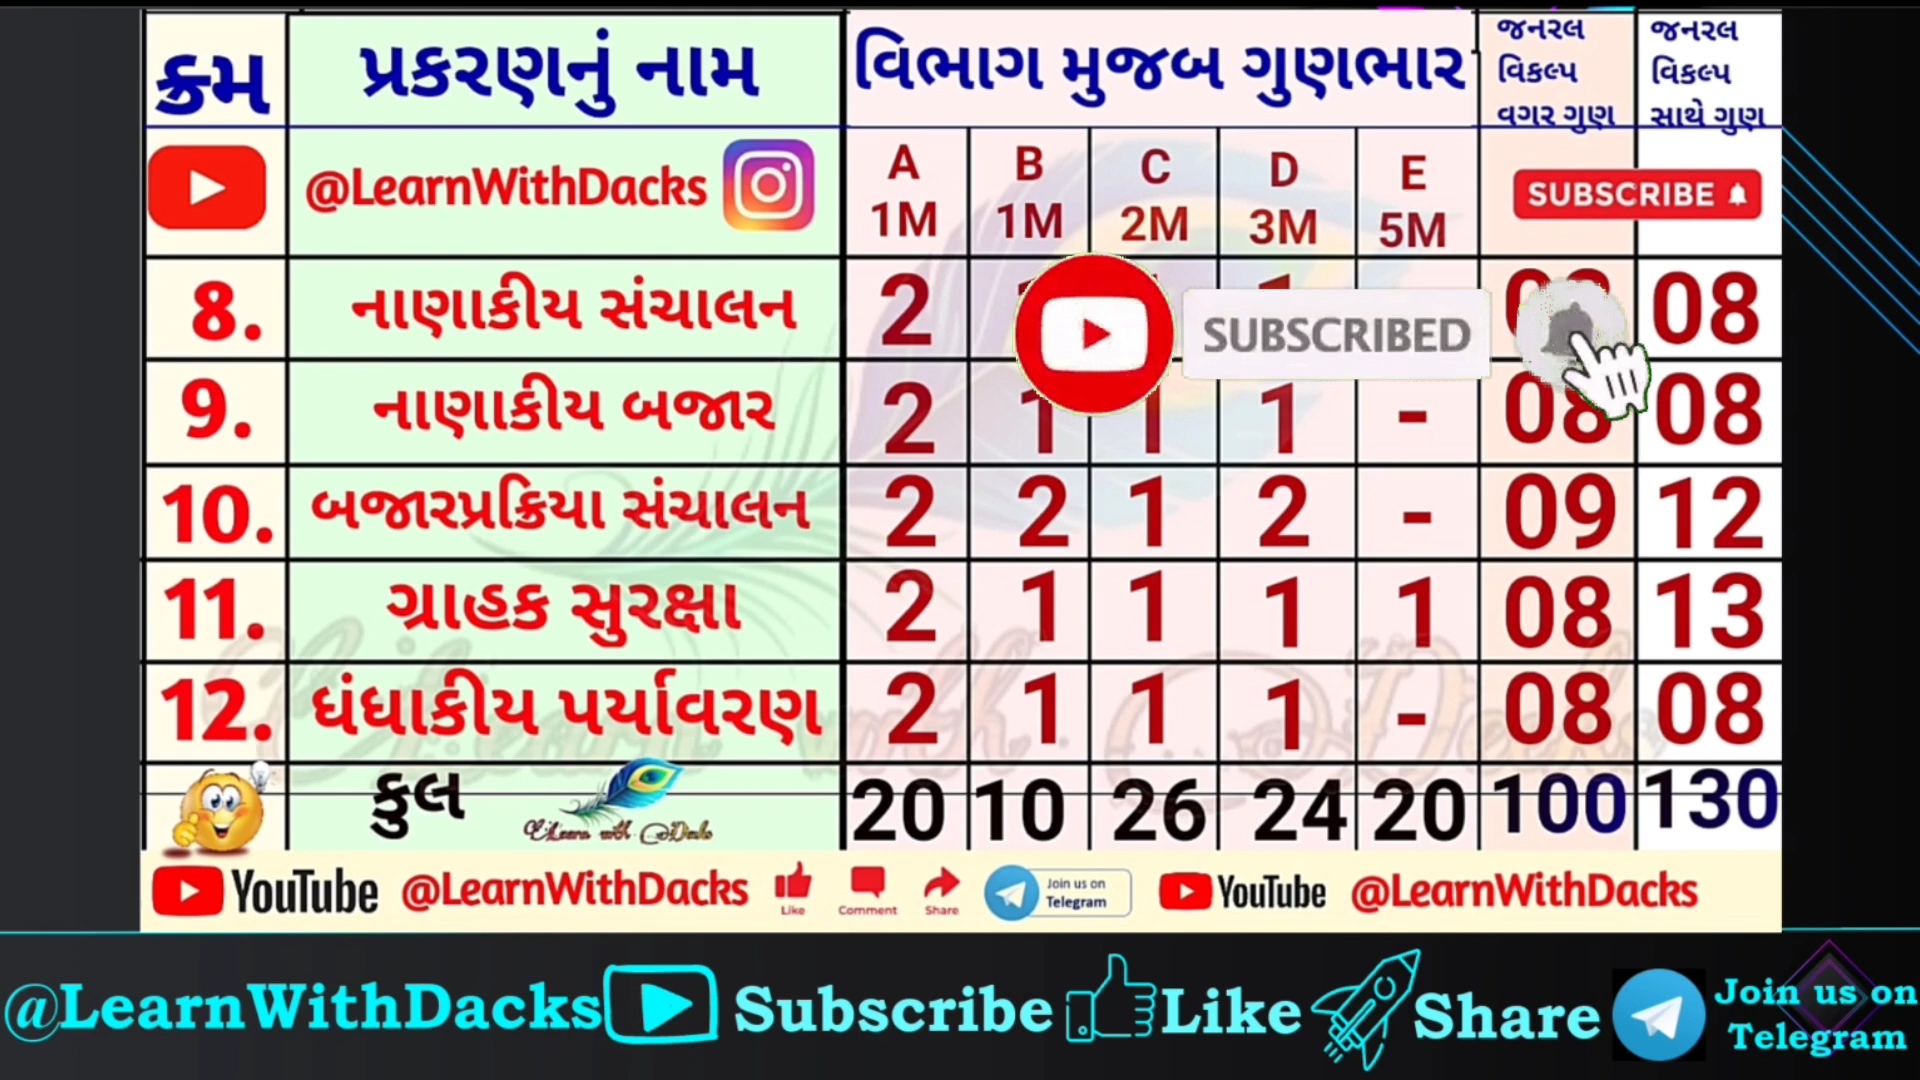 ક્રમ પ્રકરણનું નામ વિભાગ મુજબ ગુણભાર જનરલ વિકલ્પ વગર ગુણ જનરલ વિકલ્પ સાથે ગુણ
@LearnWithDacks A 1M B 1M C 2M D 3M E 5M SUBSCRIBE
8. નાણાકીય સંચાલન 2 08
SUBSCRIBED
9. નાણાકીય બજાર 2 1 1 1 - 08 08
10. બજારપ્રક્રિયા સંચાલન 2 2 1 2 - 09 12
11. ગ્રાહક સુરક્ષા 2 1 1 1 1 08 13
12. ધંધાકીય પર્યાવરણ 2 1 1 1 - 08 08
કુલ 20 10 26 24 20 100 130
Learn with Dacks
YouTube @LearnWithDacks Like Comment Share Join us on Telegram YouTube @LearnWithDacks
@LearnWithDacks Subscribe Like Share Join us on Telegram